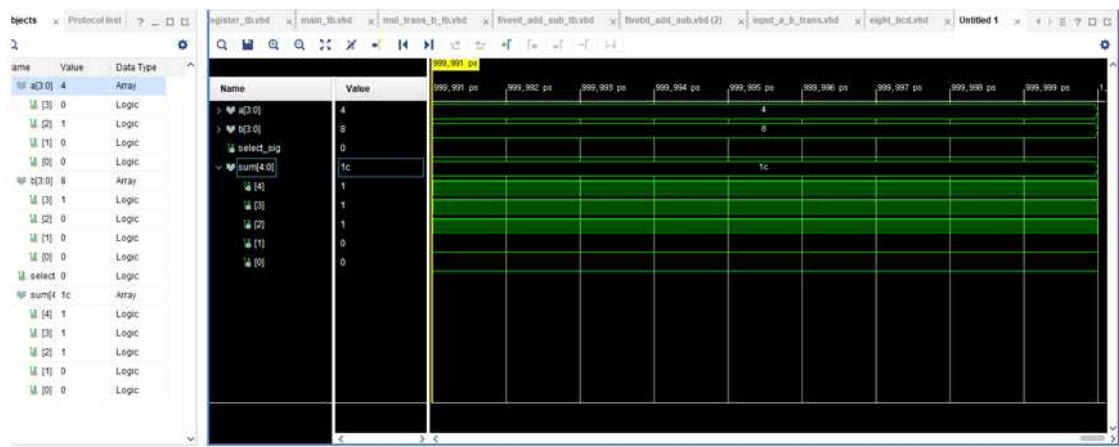 bjects × Protocol Inst ? _ □
ame Value Data Type
a[3:0] 4 Array
[3] 0 Logic
[2] 1 Logic
[1] 0 Logic
[0] 0 Logic
b[3:0] 8 Array
[3] 1 Logic
[2] 0 Logic
[1] 0 Logic
[0] 0 Logic
select 0 Logic
sum[4 1c Array
[4] 1 Logic
[3] 1 Logic
[2] 1 Logic
[1] 0 Logic
[0] 0 Logic
egister_tb.vhd × main_tb.vhd × mul_trans_b_tb.vhd × fivevit_add_sub_tb.vhd × fivebit_add_sub.vhd (2) × input_a_b_trans.vhd × eight_bcd.vhd × Untitled 1 ×
999,991 ps
999,991 ps 999,992 ps 999,993 ps 999,994 ps 999,995 ps 999,996 ps 999,997 ps 999,998 ps 999,999 ps 1,
Name Value
a[3:0] 4 4
b[3:0] 8 8
select_sig 0
sum[4:0] 1c 1c
[4] 1
[3] 1
[2] 1
[1] 0
[0] 0